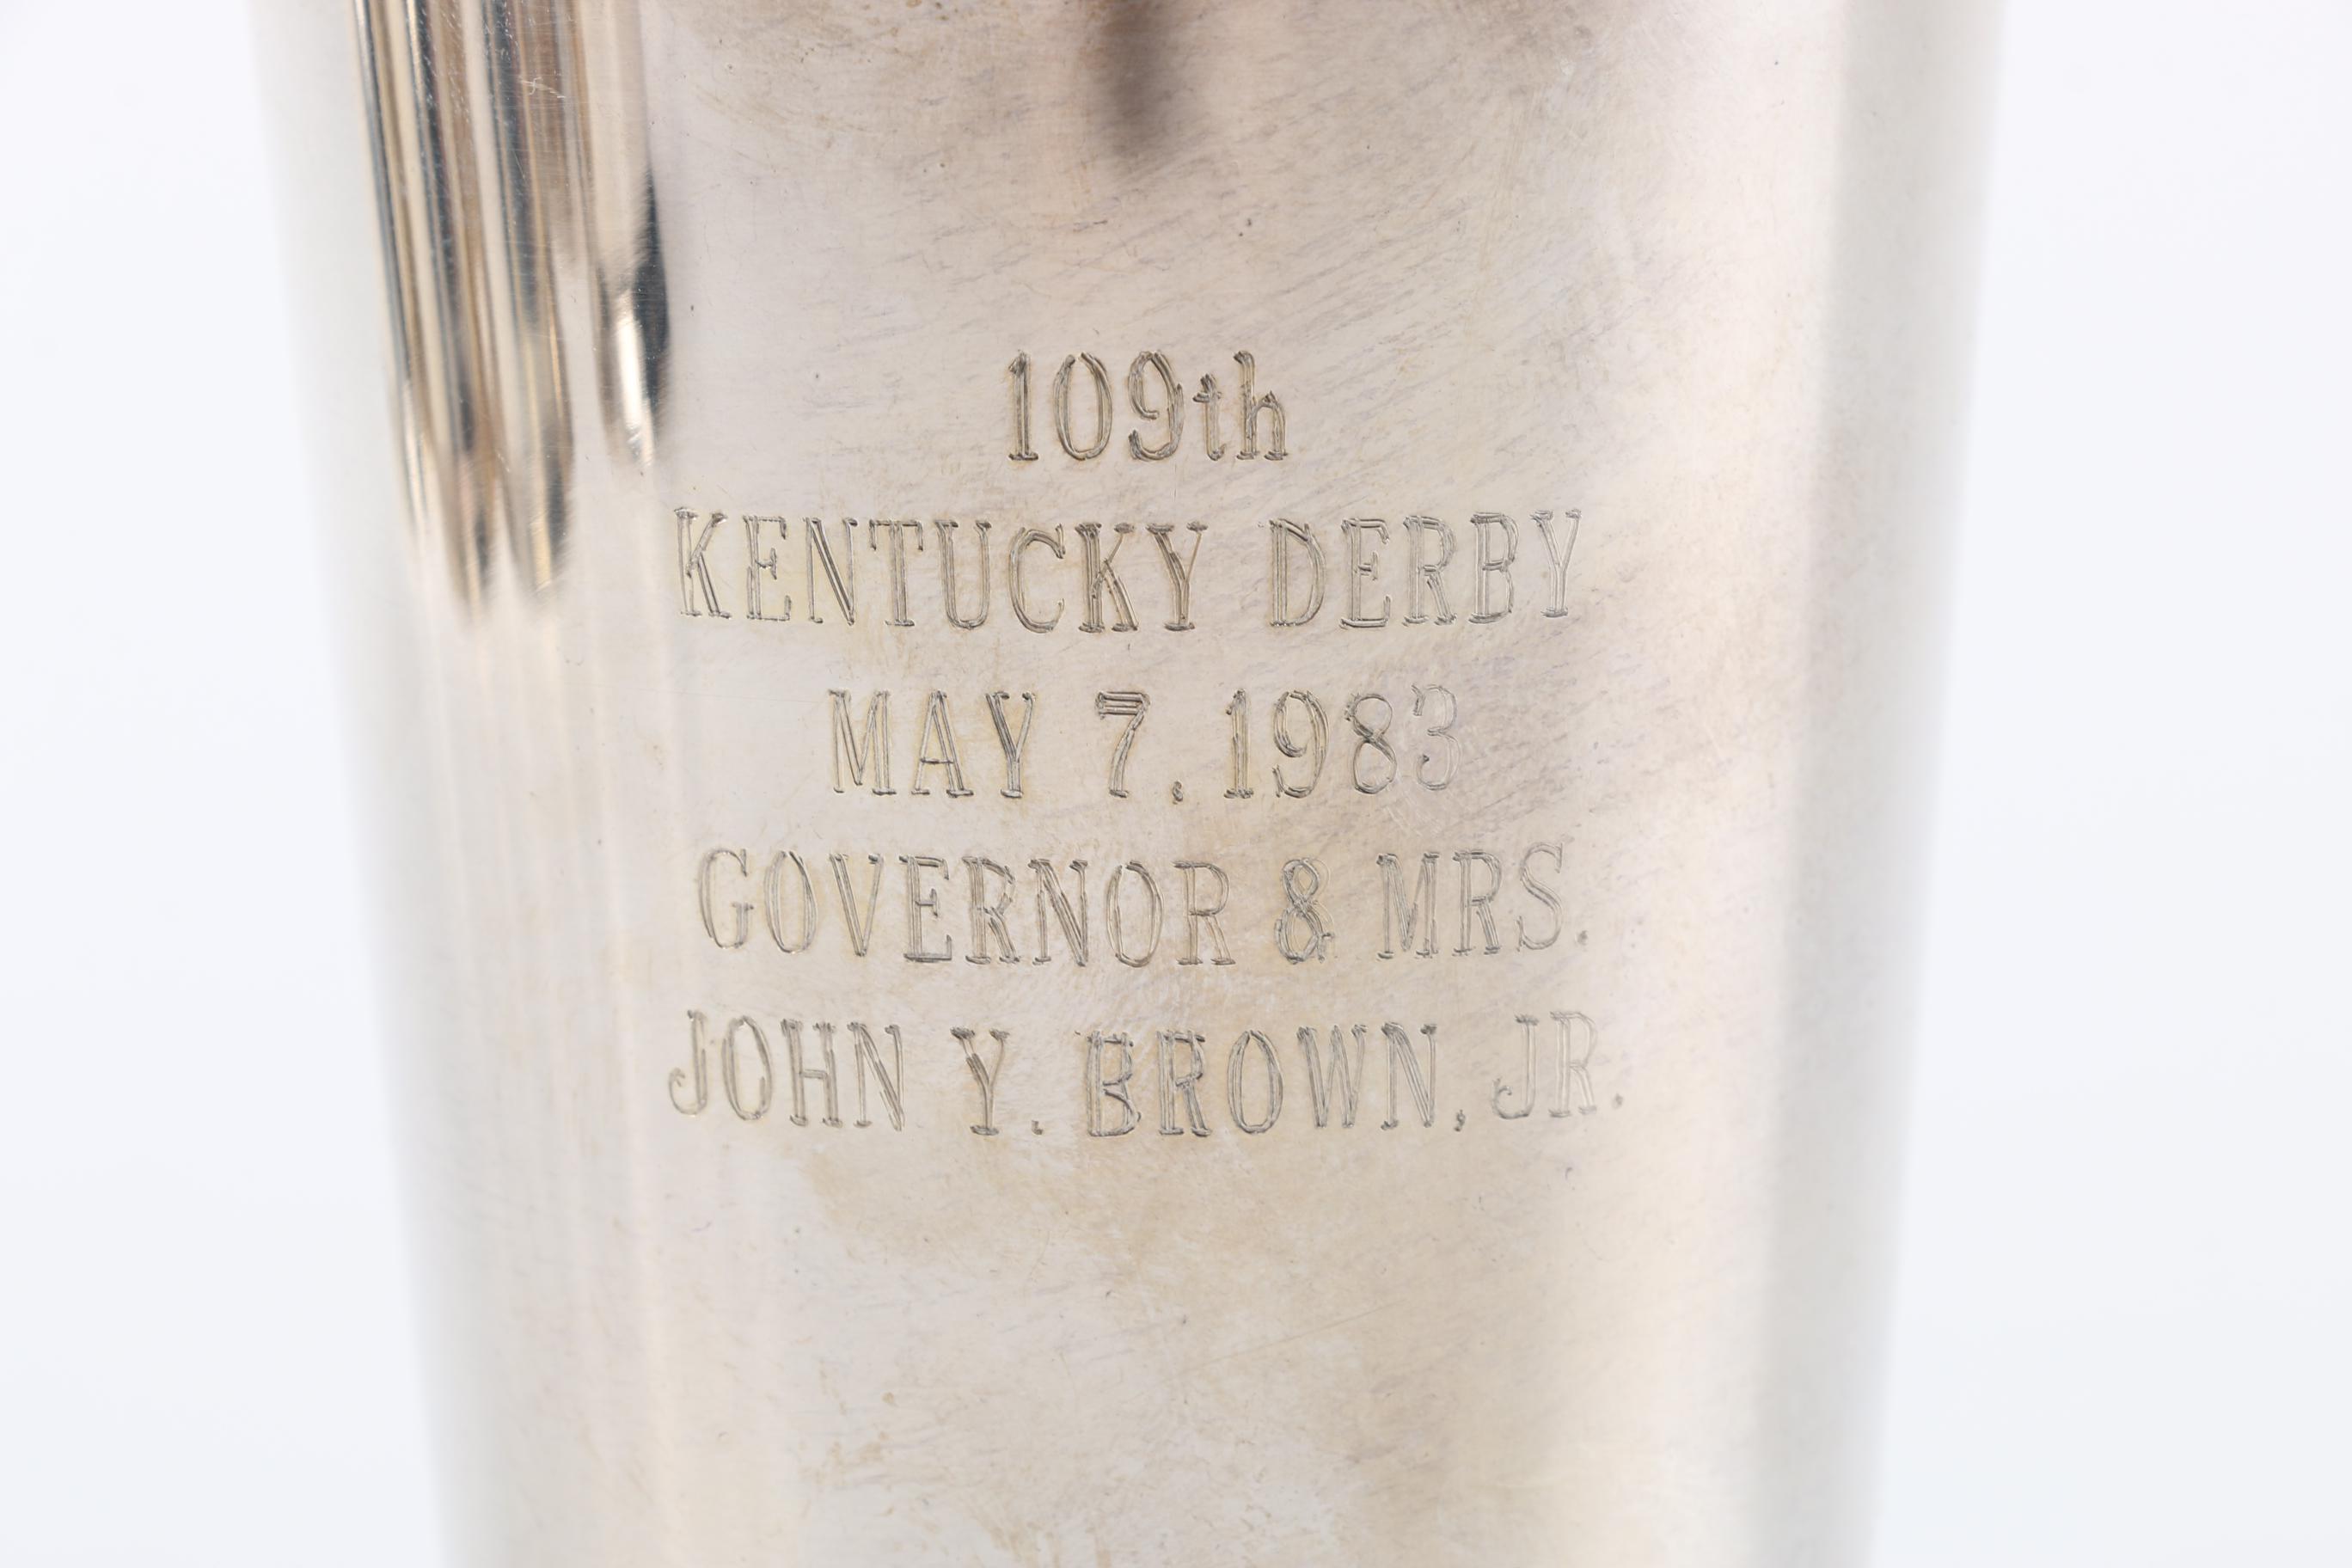 109th
KENTUCKY DERBY
MAY 7, 1983
GOVERNOR & MRS.
JOHN Y. BROWN, JR.